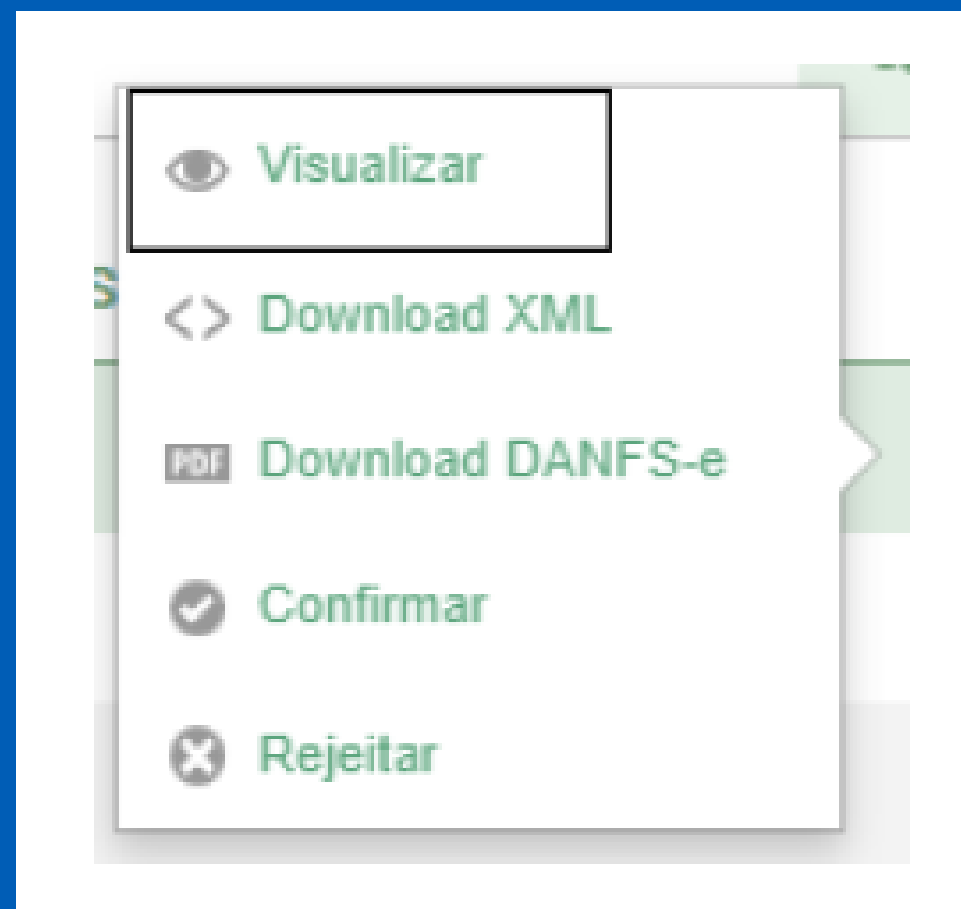 Visualizar
Download XML
PDF Download DANFS-e
Confirmar
Rejeitar